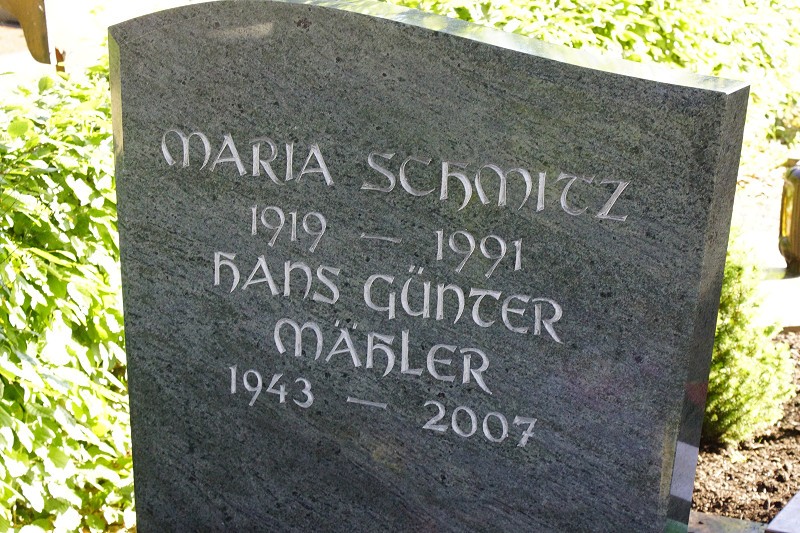 MARIA SCHMITZ
1919 — 1991
HANS GÜNTER
MÄHLER
1943 — 2007